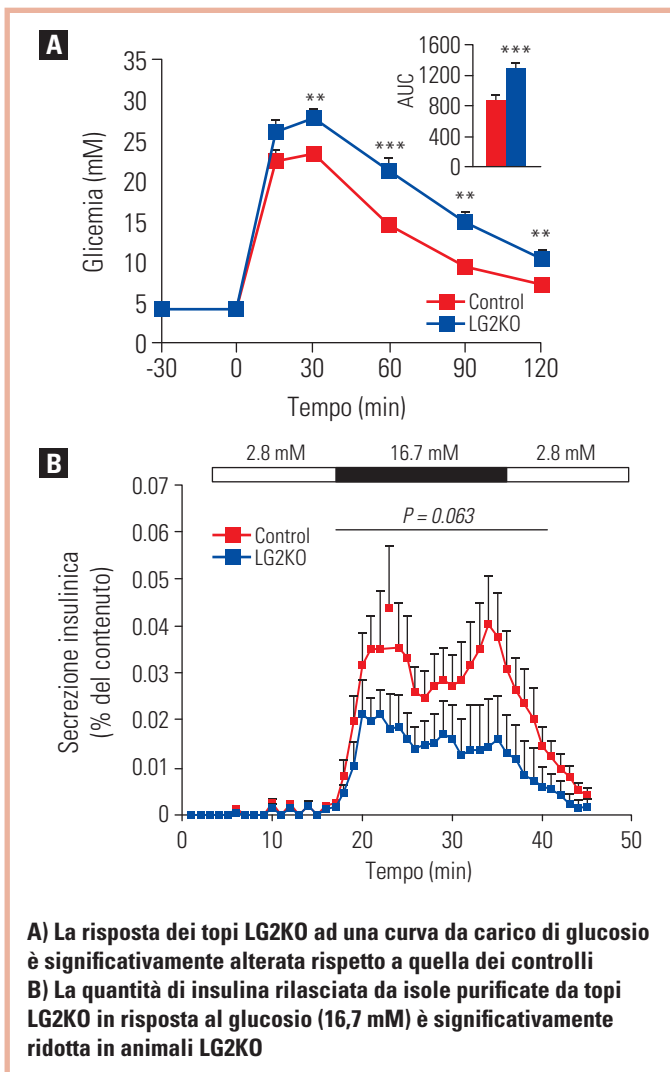 A
35
30
25
20
15
10
5
0
Glicemia (mM)
-30 0 30 60 90 120
Tempo (min)
** *** ** **
Control
LG2KO
1600
1200
800
400
0
AUC
***
B
2.8 mM 16.7 mM 2.8 mM
0.07
0.06
0.05
0.04
0.03
0.02
0.01
0
Secrezione insulinica
(% del contenuto)
P = 0.063
Control
LG2KO
0 10 20 30 40 50
Tempo (min)
A) La risposta dei topi LG2KO ad una curva da carico di glucosio
è significativamente alterata rispetto a quella dei controlli
B) La quantità di insulina rilasciata da isole purificate da topi
LG2KO in risposta al glucosio (16,7 mM) è significativamente
ridotta in animali LG2KO